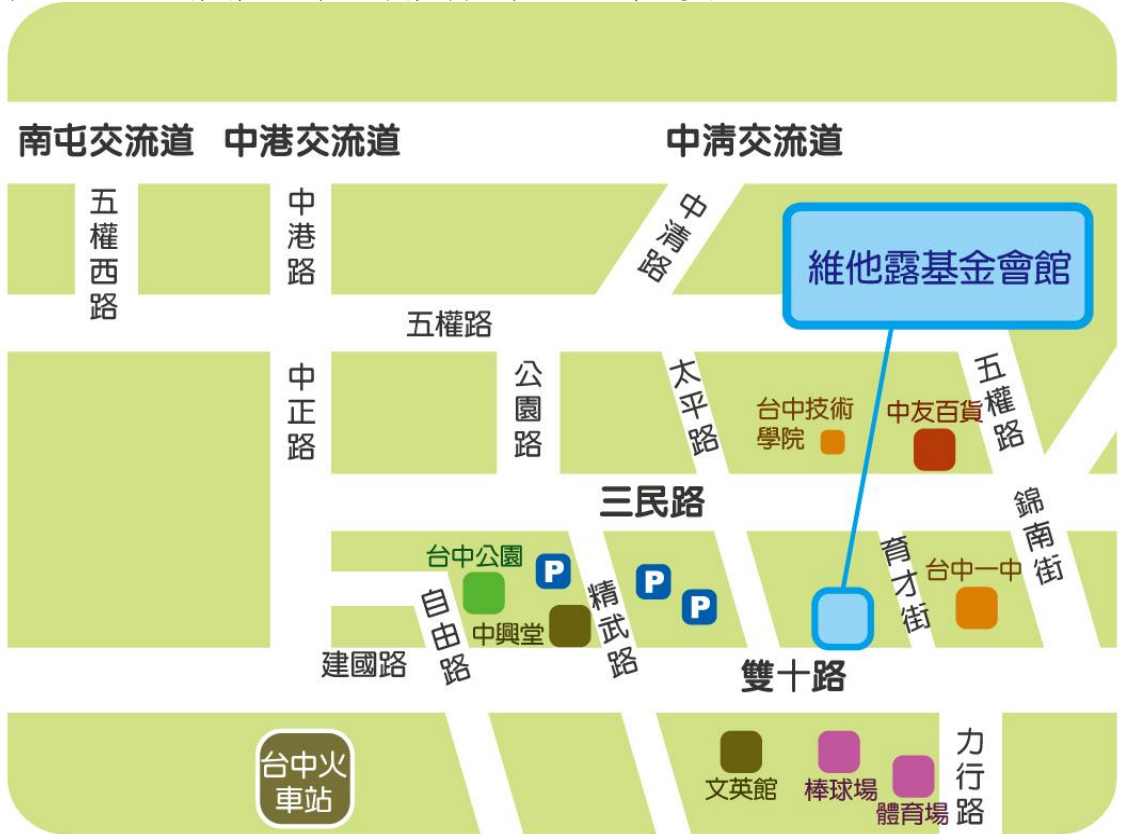 南屯交流道
中港交流道
中清交流道
五權西路
中港路
中清路
維他露基金會館
五權路
中正路
公園路
太平路
台中技術
學院
中友百貨
五權路
三民路
錦南街
台中公園
P
精武路
P
P
育才街
台中一中
自由路
中興堂
建國路
雙十路
台中火
車站
文英館
棒球場
體育場
力行路